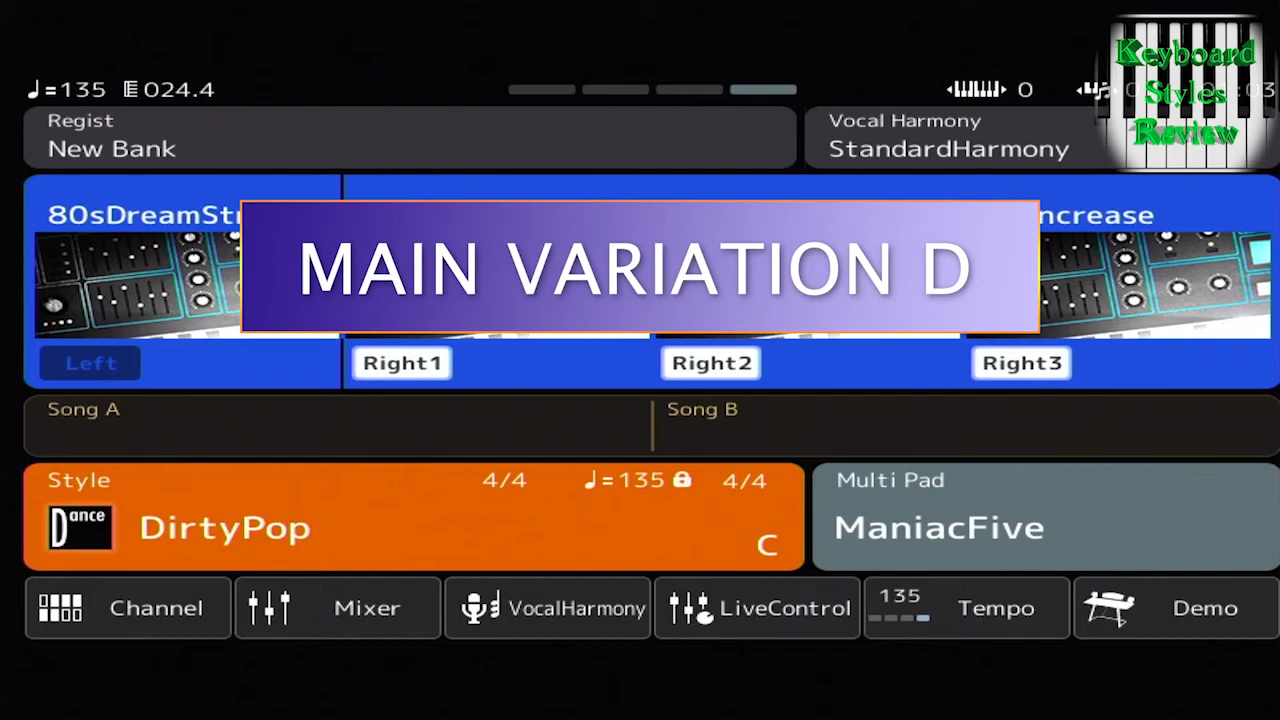 ♩=135 024.4
0
03
Keyboard
Styles
Review
Regist
New Bank
Vocal Harmony
StandardHarmony
80sDreamStr
ncrease
MAIN VARIATION D
Left
Right1
Right2
Right3
Song A
Song B
Style
4/4 ♩=135 4/4
Dance
DirtyPop
C
Multi Pad
ManiacFive
Channel
Mixer
VocalHarmony
LiveControl
135
Tempo
Demo